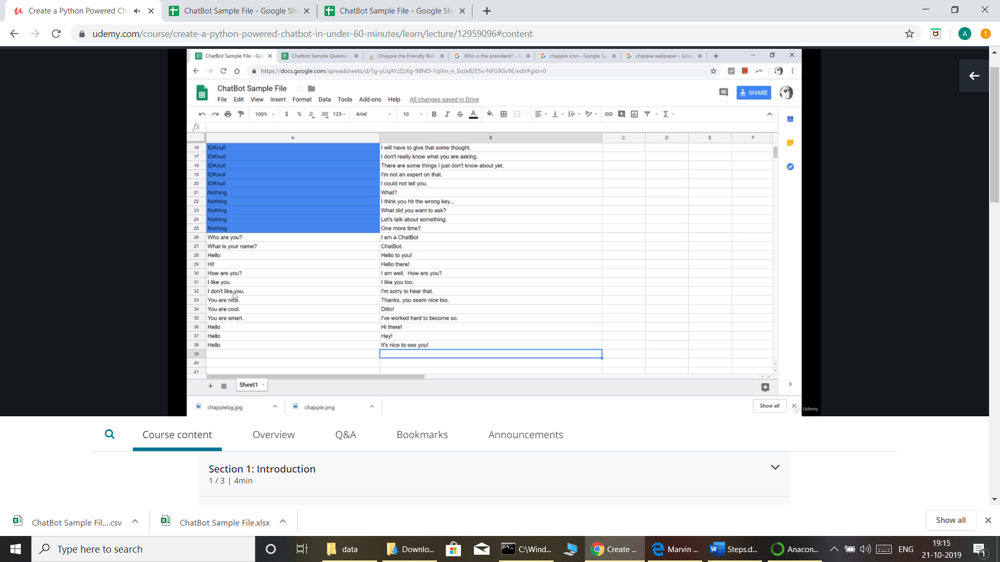 Create a Python Powered Ch
ChatBot Sample File - Google She
ChatBot Sample File - Google She
udemy.com/course/create-a-python-powered-chatbot-in-under-60-minutes/learn/lecture/12959096#content
A
ChatBot Sample File - Goo
Chatbot Sample Question
Chappie the Friendly Rob
Who is the president? - G
chappie icon - Google Se
chappie wallpaper - Goog
https://docs.google.com/spreadsheets/d/1g-yUqAYzZzXg-98NO-1qVm_n_SoJe82E5s-NFG9Gv9E/edit#gid=0
ChatBot Sample File
SHARE
File Edit View Insert Format Data Tools Add-ons Help All changes saved in Drive
100% $ % .0 .00 123 Arial 10 B I S A
fx
A B C D E F
16 IDKnull I will have to give that some thought.
17 IDKnull I don't really know what you are asking.
18 IDKnull There are some things I just don't know about yet.
19 IDKnull I'm not an expert on that.
20 IDKnull I could not tell you.
21 Nothing What?
22 Nothing I think you hit the wrong key...
23 Nothing What did you want to ask?
24 Nothing Let's talk about something.
25 Nothing One more time?
26 Who are you? I am a ChatBot
27 What is your name? ChatBot.
28 Hello Hello to you!
29 Hi! Hello there!
30 How are you? I am well. How are you?
31 I like you. I like you too.
32 I don't like you. I'm sorry to hear that.
33 You are nice. Thanks, you seem nice too.
34 You are cool. Ditto!
35 You are smart. I've worked hard to become so.
36 Hello Hi there!
37 Hello Hey!
38 Hello It's nice to see you!
39
40
41
Sheet1
chappiebg.jpg
chappie.png
Show all
Udemy
Course content
Overview
Q&A
Bookmarks
Announcements
Section 1: Introduction
1 / 3 | 4min
ChatBot Sample Fil....csv
ChatBot Sample File.xlsx
Show all
Type here to search
data
Downlo...
C:\Wind...
Create ...
Marvin ...
Steps.d...
Anacon...
ENG
19:15
21-10-2019
1